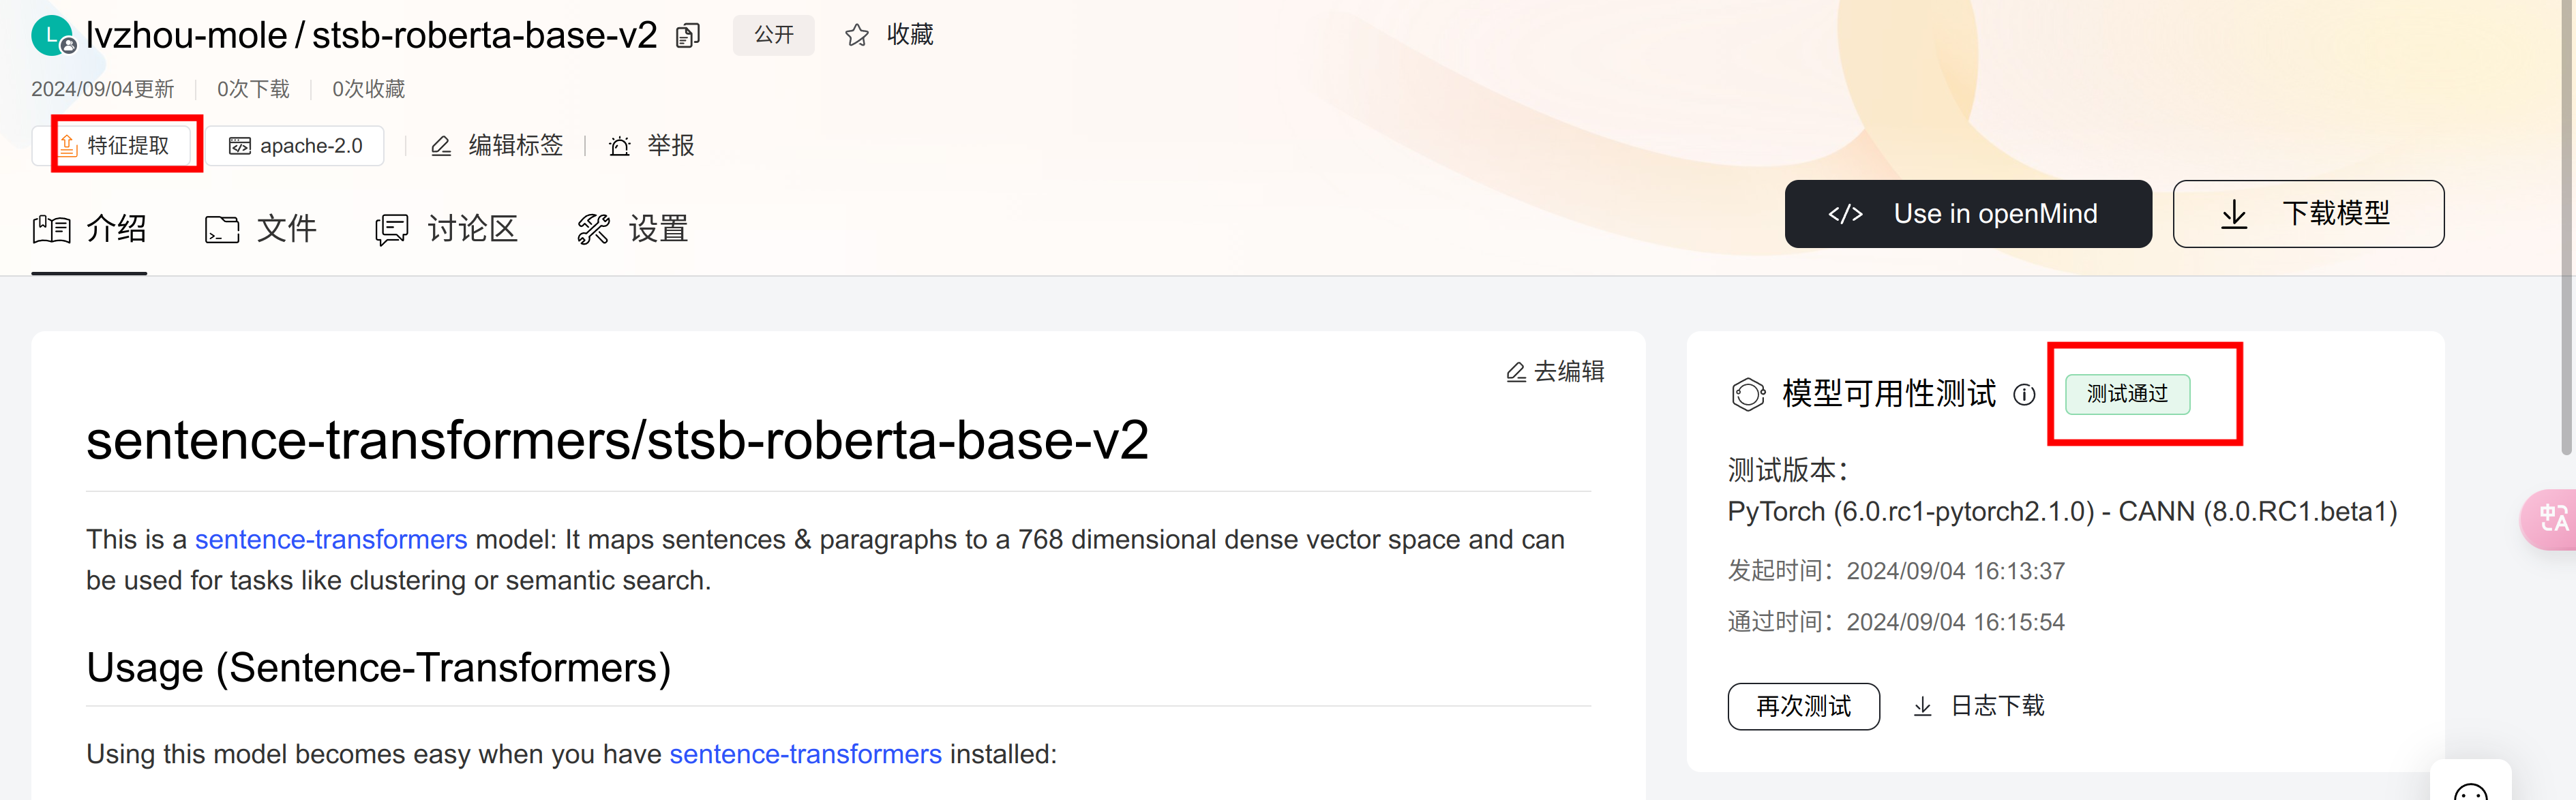 L lvzhou-mole / stsb-roberta-base-v2 公开 收藏
2024/09/04更新 0次下载 0次收藏
特征提取 apache-2.0 编辑标签 举报
介绍 文件 讨论区 设置
</> Use in openMind 下载模型
去编辑
sentence-transformers/stsb-roberta-base-v2
This is a sentence-transformers model: It maps sentences & paragraphs to a 768 dimensional dense vector space and can
be used for tasks like clustering or semantic search.
Usage (Sentence-Transformers)
Using this model becomes easy when you have sentence-transformers installed:
模型可用性测试 测试通过
测试版本：
PyTorch (6.0.rc1-pytorch2.1.0) - CANN (8.0.RC1.beta1)
发起时间：2024/09/04 16:13:37
通过时间：2024/09/04 16:15:54
再次测试 日志下载
中A